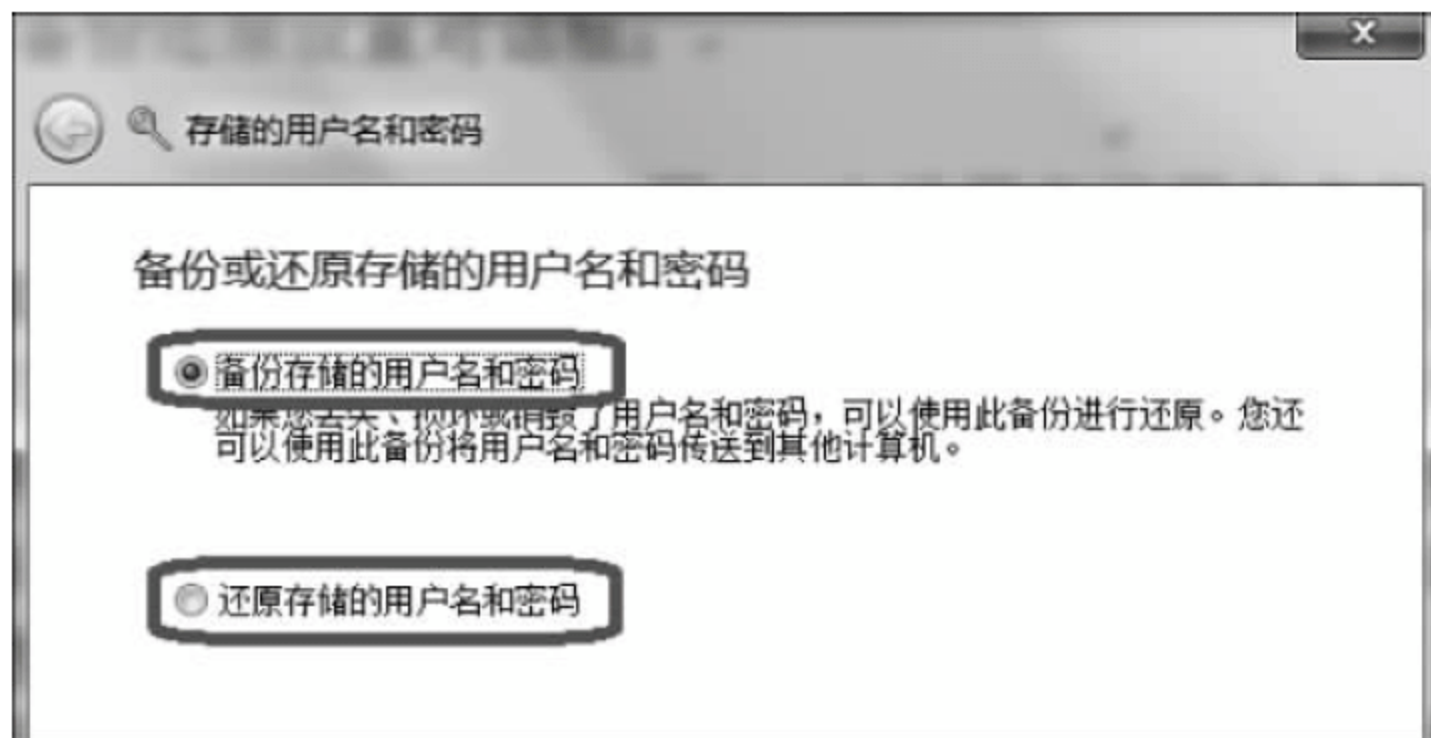 存储的用户名和密码
备份或还原存储的用户名和密码
备份存储的用户名和密码
如果您丢失、损坏或销毁了用户名和密码，可以使用此备份进行还原。您还
可以使用此备份将用户名和密码传送到其他计算机。
还原存储的用户名和密码